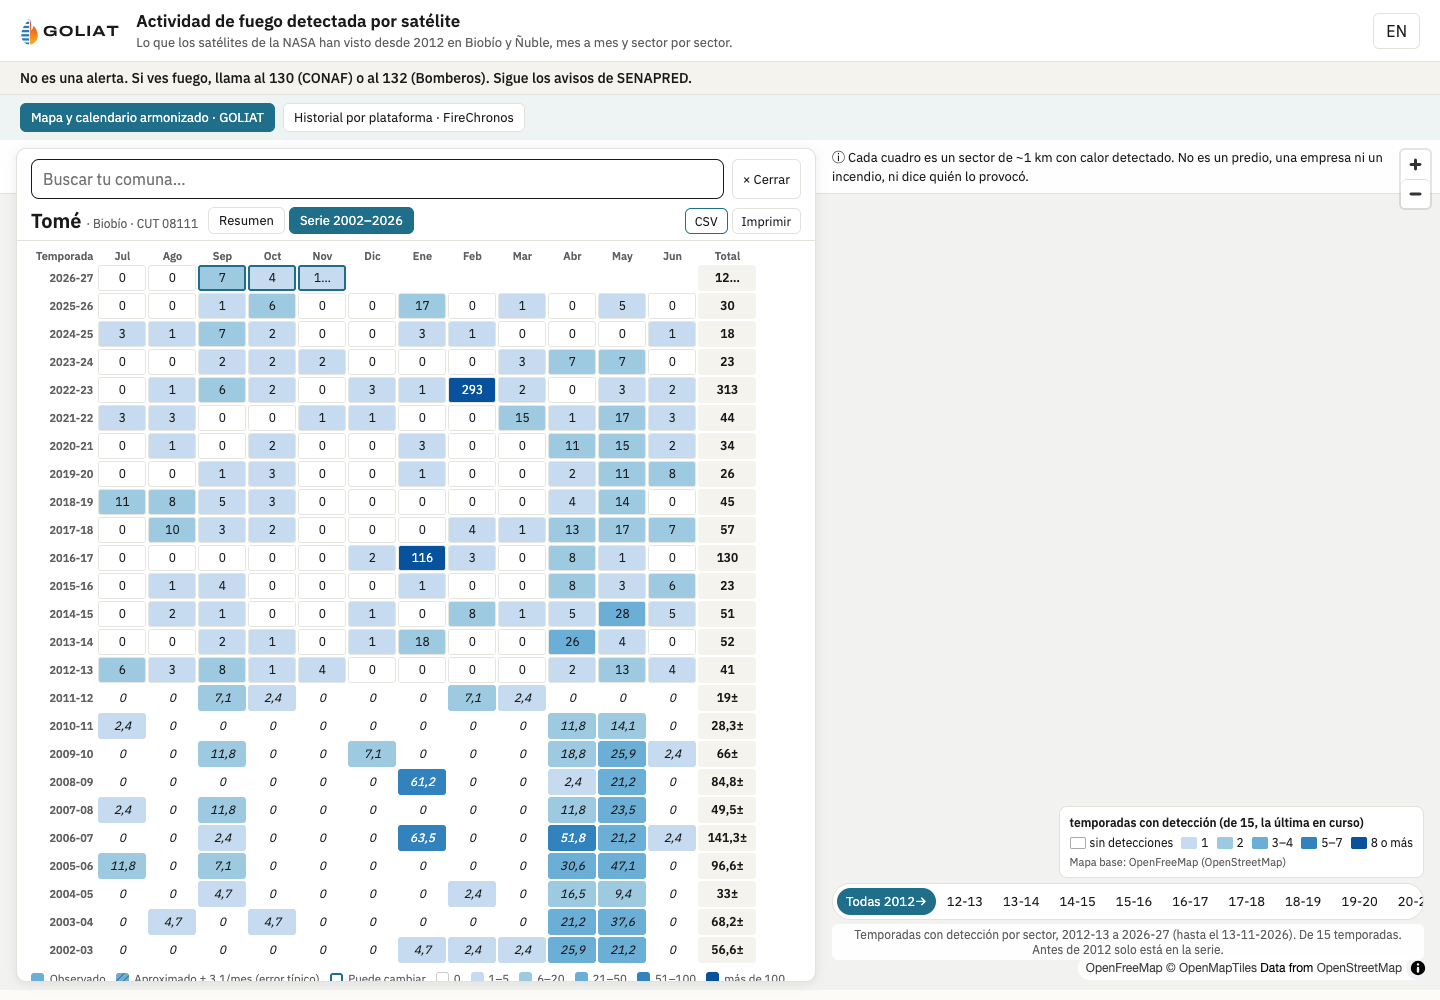 GOLIAT
Actividad de fuego detectada por satélite
Lo que los satélites de la NASA han visto desde 2012 en Biobío y Ñuble, mes a mes y sector por sector.
EN
No es una alerta. Si ves fuego, llama al 130 (CONAF) o al 132 (Bomberos). Sigue los avisos de SENAPRED.
Mapa y calendario armonizado · GOLIAT
Historial por plataforma · FireChronos
Buscar tu comuna...
× Cerrar
Tomé · Biobío · CUT 08111 Resumen Serie 2002–2026 CSV Imprimir
Temporada Jul Ago Sep Oct Nov Dic Ene Feb Mar Abr May Jun Total
2026-27 0 0 7 4 1... 12...
2025-26 0 0 1 6 0 0 17 0 1 0 5 0 30
2024-25 3 1 7 2 0 0 3 1 0 0 0 1 18
2023-24 0 0 2 2 2 0 0 0 3 7 7 0 23
2022-23 0 1 6 2 0 3 1 293 2 0 3 2 313
2021-22 3 3 0 0 1 1 0 0 15 1 17 3 44
2020-21 0 1 0 2 0 0 3 0 0 11 15 2 34
2019-20 0 0 1 3 0 0 1 0 0 2 11 8 26
2018-19 11 8 5 3 0 0 0 0 0 4 14 0 45
2017-18 0 10 3 2 0 0 0 4 1 13 17 7 57
2016-17 0 0 0 0 0 2 116 3 0 8 1 0 130
2015-16 0 1 4 0 0 0 1 0 0 8 3 6 23
2014-15 0 2 1 0 0 1 0 8 1 5 28 5 51
2013-14 0 0 2 1 0 1 18 0 0 26 4 0 52
2012-13 6 3 8 1 4 0 0 0 0 2 13 4 41
2011-12 0 0 7,1 2,4 0 0 0 7,1 2,4 0 0 0 19±
2010-11 2,4 0 0 0 0 0 0 0 0 11,8 14,1 0 28,3±
2009-10 0 0 11,8 0 0 7,1 0 0 0 18,8 25,9 2,4 66±
2008-09 0 0 0 0 0 0 61,2 0 0 2,4 21,2 0 84,8±
2007-08 2,4 0 11,8 0 0 0 0 0 0 11,8 23,5 0 49,5±
2006-07 0 0 2,4 0 0 0 63,5 0 0 51,8 21,2 2,4 141,3±
2005-06 11,8 0 7,1 0 0 0 0 0 0 30,6 47,1 0 96,6±
2004-05 0 0 4,7 0 0 0 0 2,4 0 16,5 9,4 0 33±
2003-04 0 4,7 0 4,7 0 0 0 0 0 21,2 37,6 0 68,2±
2002-03 0 0 0 0 0 0 4,7 2,4 2,4 25,9 21,2 0 56,6±
Observado Aproximado ± 3,1/mes (error típico) Puede cambiar 0 1–5 6–20 21–50 51–100 más de 100
ⓘ Cada cuadro es un sector de ~1 km con calor detectado. No es un predio, una empresa ni un
incendio, ni dice quién lo provocó.
+
−
temporadas con detección (de 15, la última en curso)
sin detecciones 1 2 3–4 5–7 8 o más
Mapa base: OpenFreeMap (OpenStreetMap)
Todas 2012→ 12-13 13-14 14-15 15-16 16-17 17-18 18-19 19-20 20-2
Temporadas con detección por sector, 2012-13 a 2026-27 (hasta el 13-11-2026). De 15 temporadas.
Antes de 2012 solo está en la serie.
OpenFreeMap © OpenMapTiles Data from OpenStreetMap